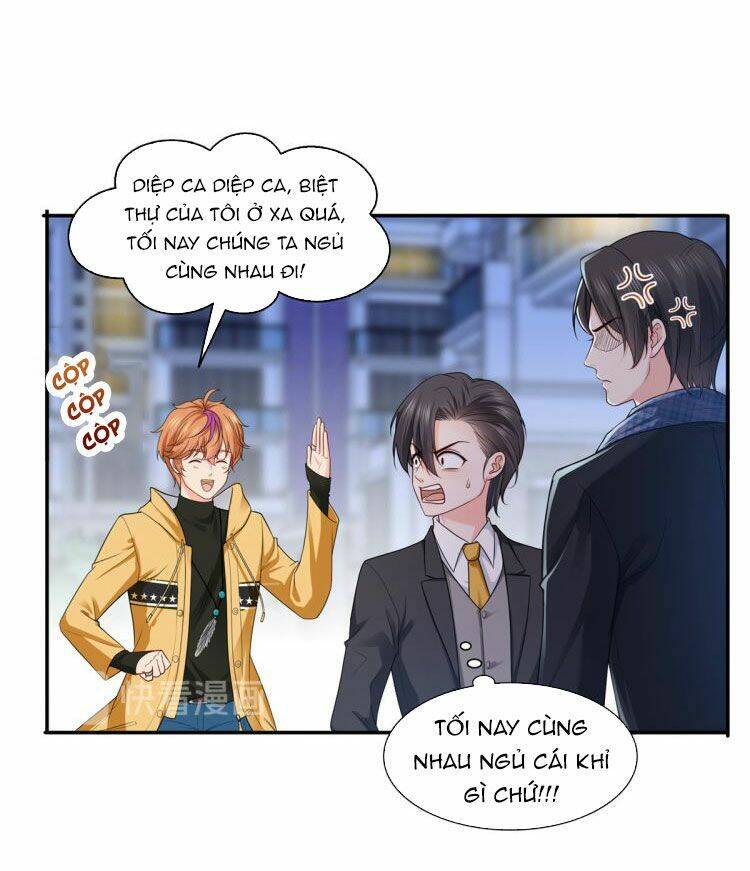 DIỆP CA DIỆP CA, BIỆT
THỰ CỦA TÔI Ở XA QUÁ,
TỐI NAY CHÚNG TA NGỦ
CÙNG NHAU ĐI!
CỘP
CỘP
CỘP
快看漫画
TỐI NAY CÙNG
NHAU NGỦ CÁI KHỈ
GÌ CHỨ!!!